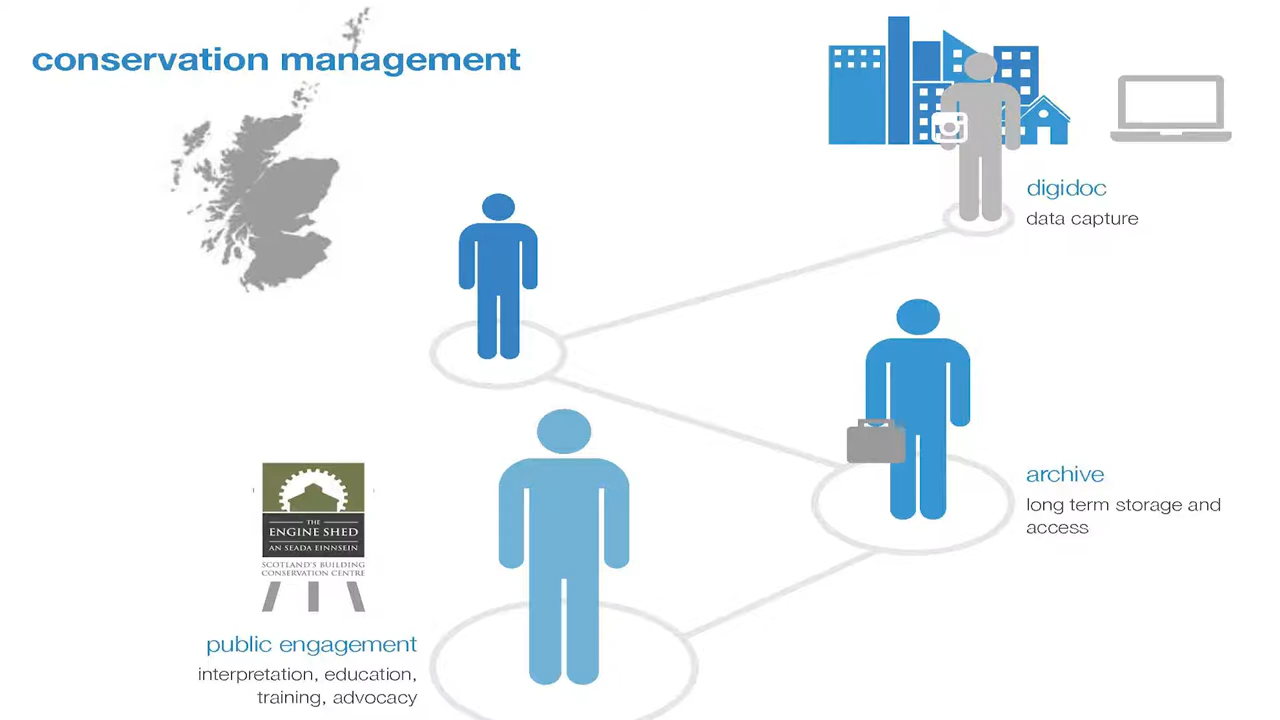 conservation management
digidoc
data capture
archive
long term storage and
access
THE
ENGINE SHED
AN SEADA EINNSEIN
SCOTLAND'S BUILDING
CONSERVATION CENTRE
public engagement
interpretation, education,
training, advocacy